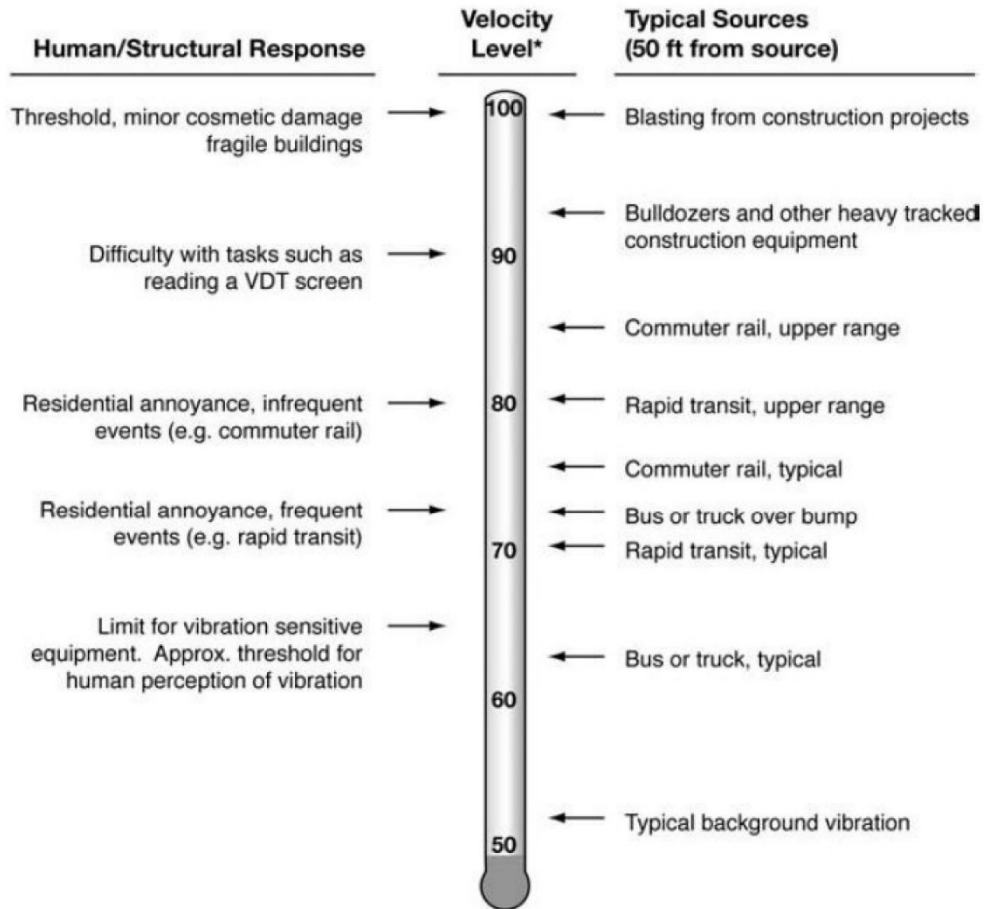 Human/Structural Response
Velocity
Level*
Typical Sources
(50 ft from source)
Threshold, minor cosmetic damage
fragile buildings
100
Blasting from construction projects
Bulldozers and other heavy tracked
construction equipment
Difficulty with tasks such as
reading a VDT screen
90
Commuter rail, upper range
Residential annoyance, infrequent
events (e.g. commuter rail)
80
Rapid transit, upper range
Commuter rail, typical
Residential annoyance, frequent
events (e.g. rapid transit)
Bus or truck over bump
70
Rapid transit, typical
Limit for vibration sensitive
equipment. Approx. threshold for
human perception of vibration
Bus or truck, typical
60
Typical background vibration
50